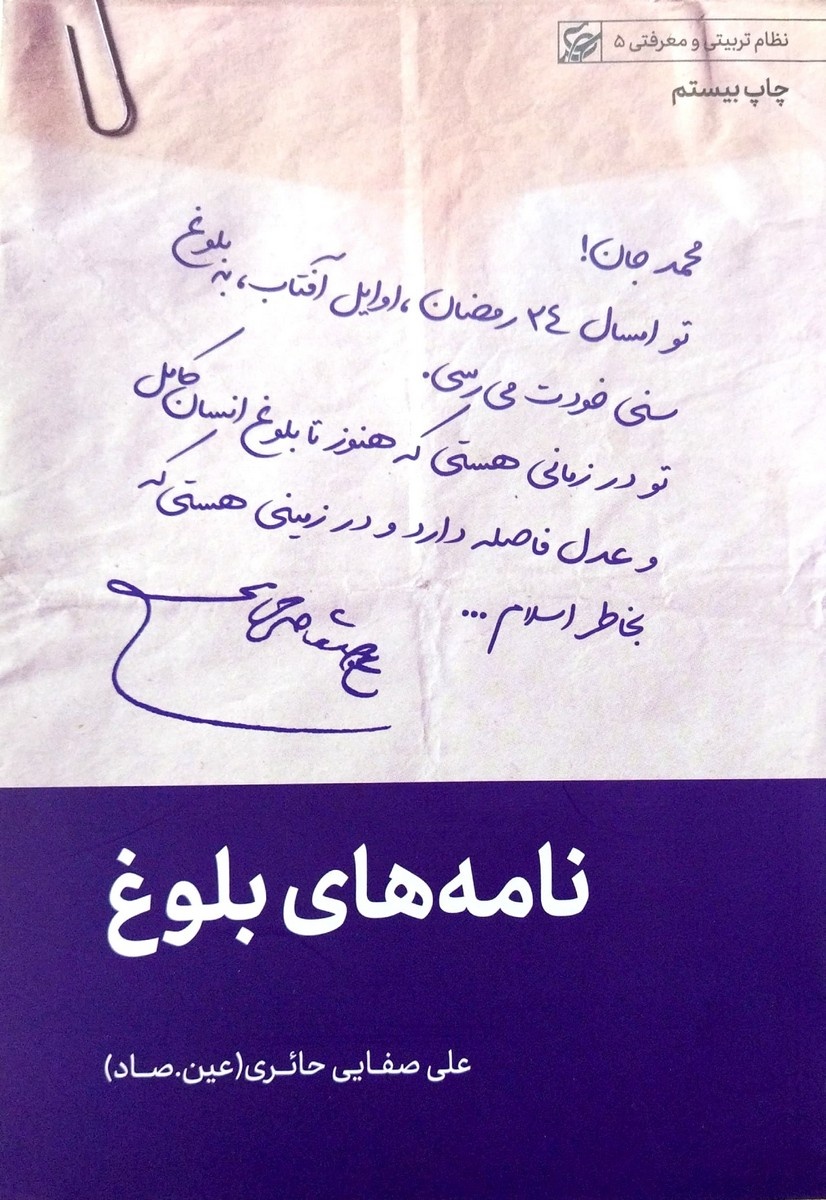 نظام تربیتی و معرفتی ۵
چاپ بیستم
محمد جان!
تو امسال ۲٤ رمضان، اوایل آفتاب، به بلوغ
سنی خودت می‌رسی.
تو در زمانی هستی که هنوز تا بلوغ انسان کامل
و عدل فاصله دارد و در زمینی هستی که
بخاطر اسلام ...
نامه‌های بلوغ
علی صفایی حائری (عین.صاد)